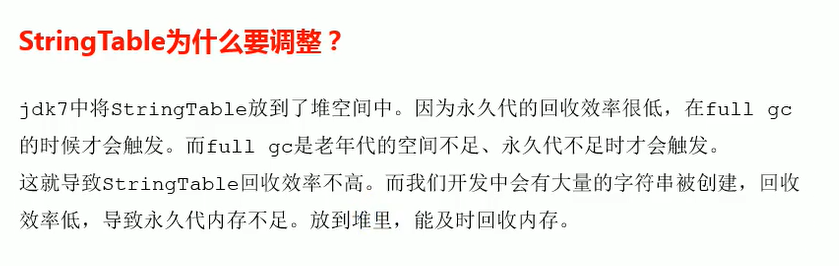 StringTable为什么要调整？
jdk7中将StringTable放到了堆空间中。因为永久代的回收效率很低，在full gc
的时候才会触发。而full gc是老年代的空间不足、永久代不足时才会触发。
这就导致StringTable回收效率不高。而我们开发中会有大量的字符串被创建，回收
效率低，导致永久代内存不足。放到堆里，能及时回收内存。